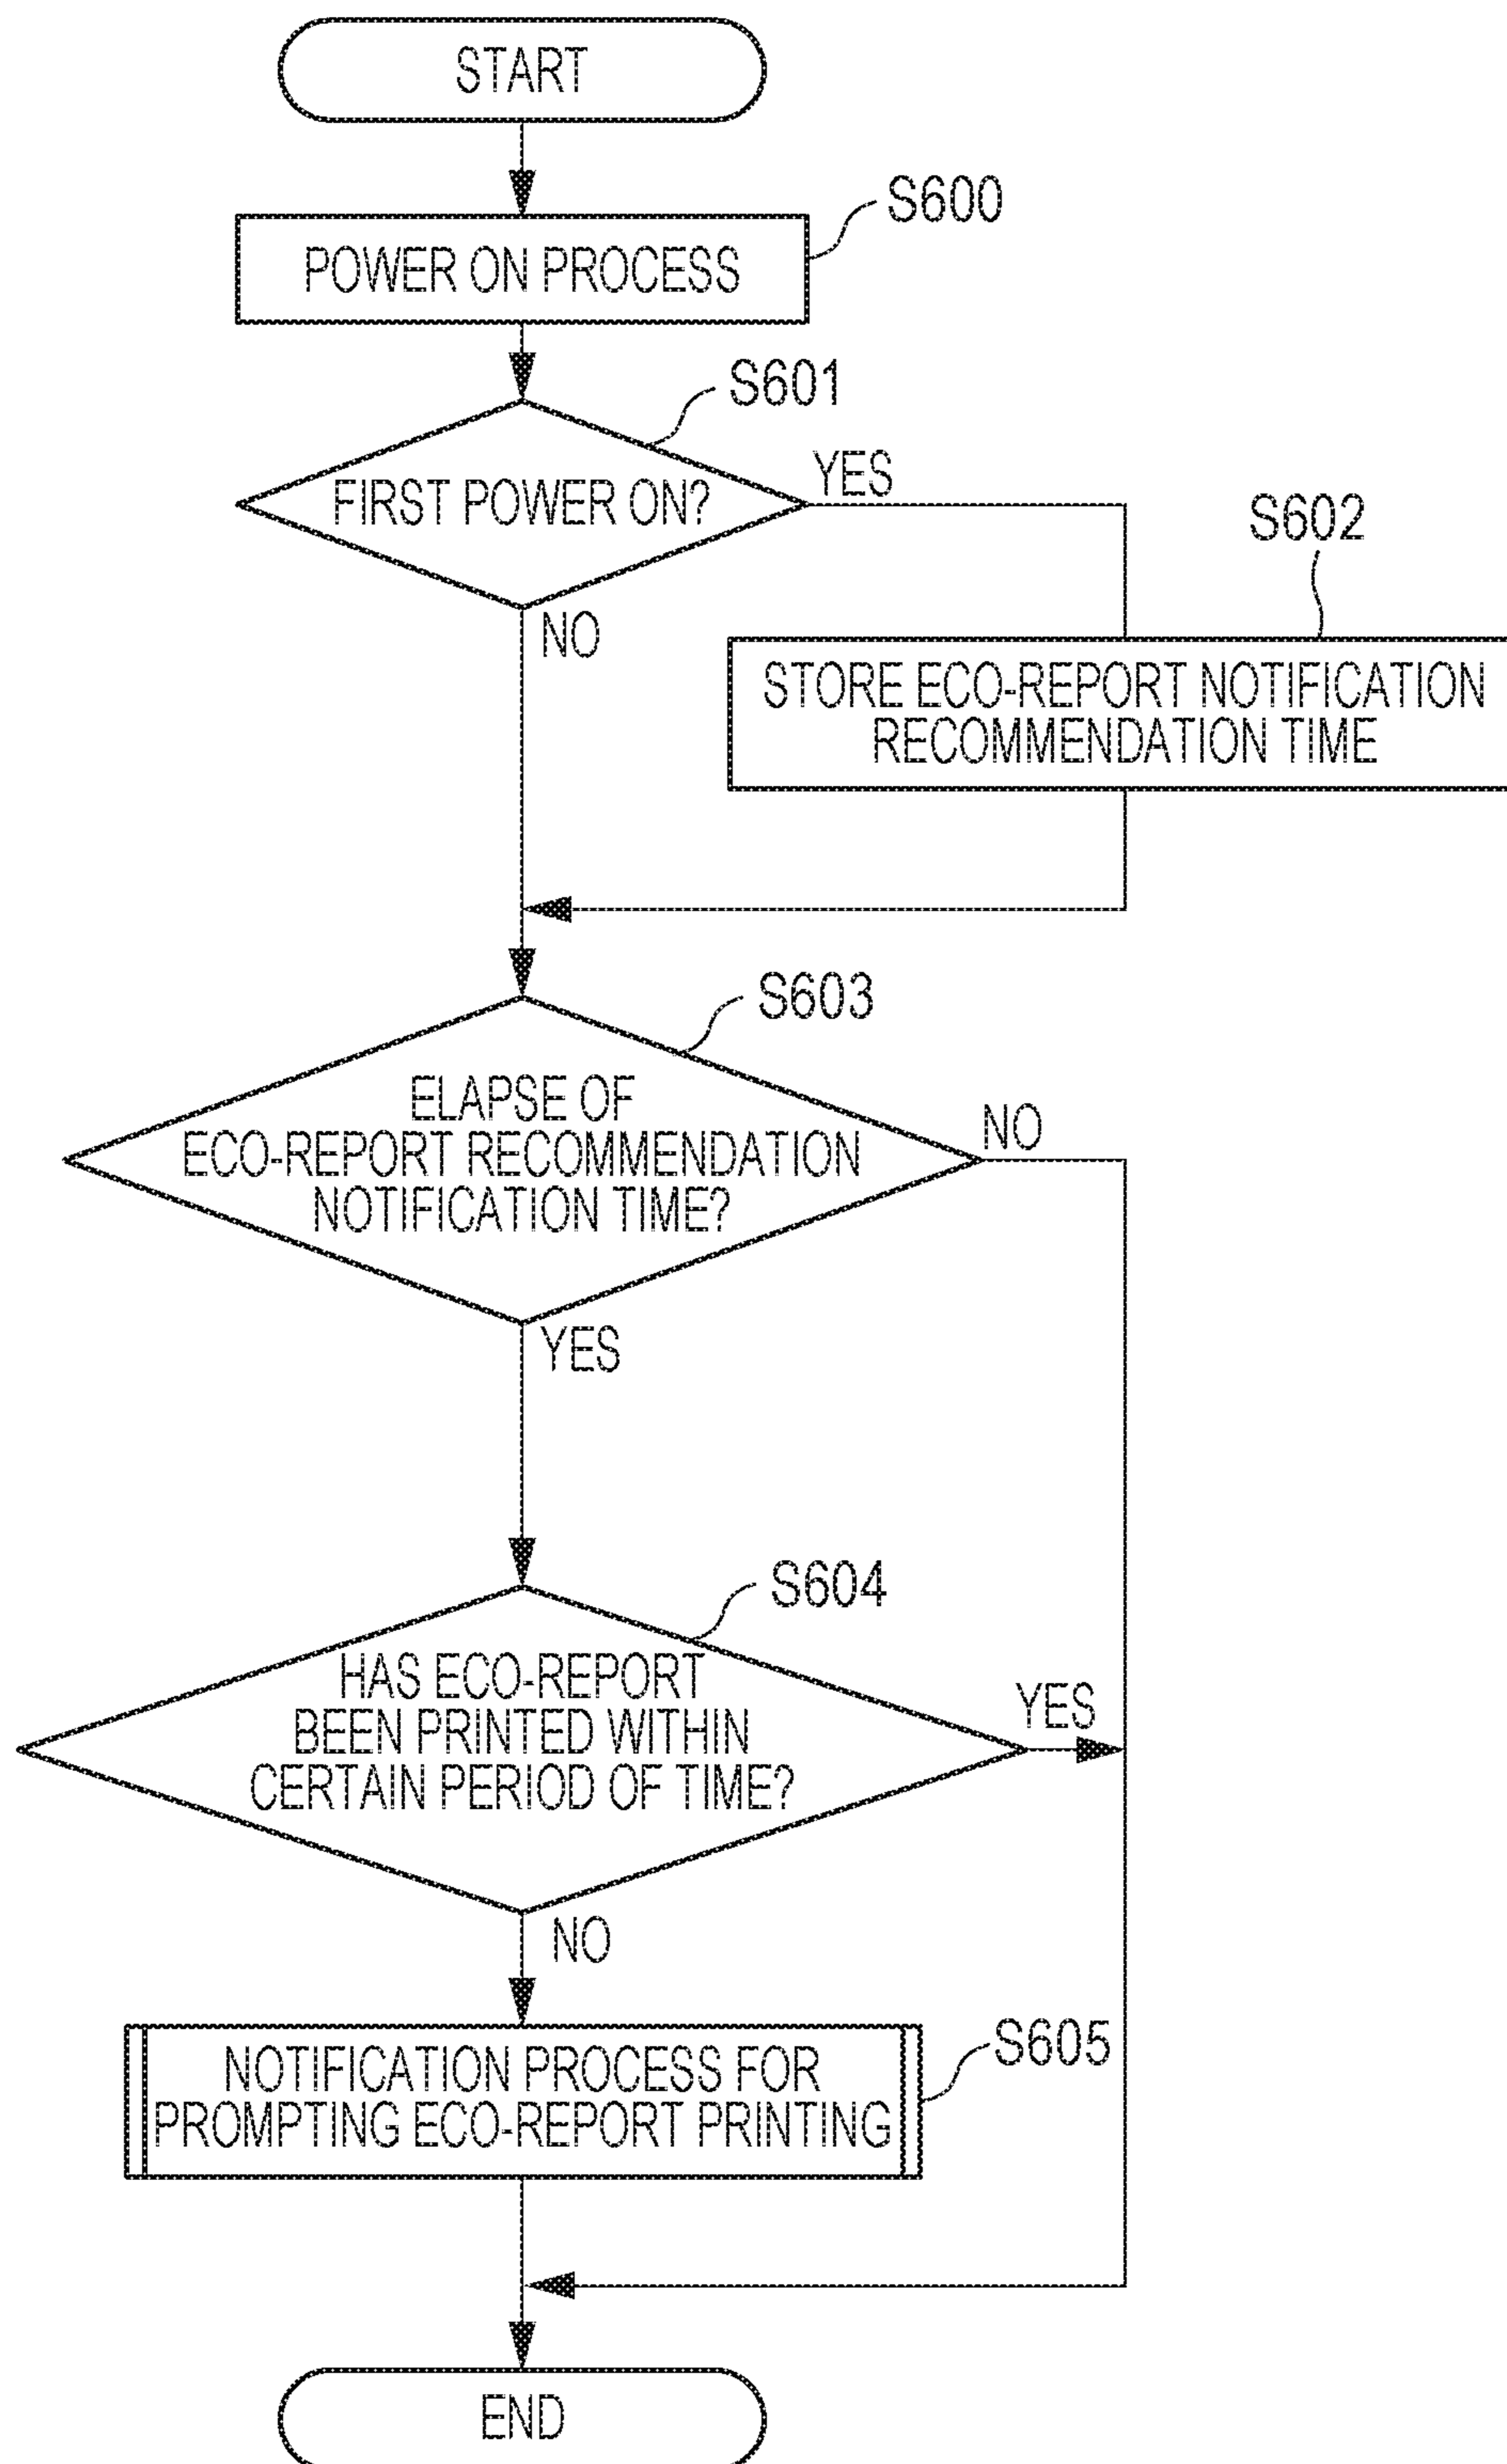 START
S600
POWER ON PROCESS
S601
FIRST POWER ON?
YES
S602
NO
STORE ECO-REPORT NOTIFICATION
RECOMMENDATION TIME
S603
ELAPSE OF
ECO-REPORT RECOMMENDATION
NOTIFICATION TIME?
NO
YES
S604
HAS ECO-REPORT
BEEN PRINTED WITHIN
CERTAIN PERIOD OF TIME?
YES
NO
S605
NOTIFICATION PROCESS FOR
PROMPTING ECO-REPORT PRINTING
END